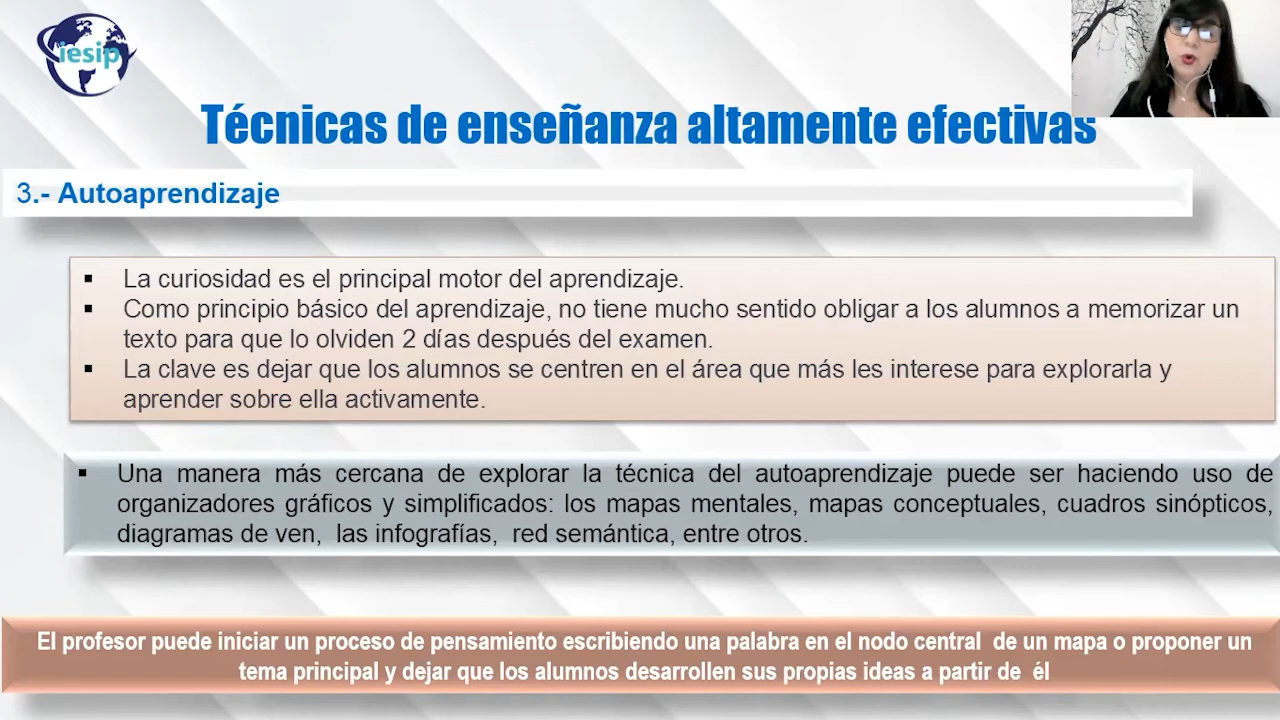 iesip
Técnicas de enseñanza altamente efectivas
3.- Autoaprendizaje
▪ La curiosidad es el principal motor del aprendizaje.
▪ Como principio básico del aprendizaje, no tiene mucho sentido obligar a los alumnos a memorizar un
texto para que lo olviden 2 días después del examen.
▪ La clave es dejar que los alumnos se centren en el área que más les interese para explorarla y
aprender sobre ella activamente.
▪ Una manera más cercana de explorar la técnica del autoaprendizaje puede ser haciendo uso de
organizadores gráficos y simplificados: los mapas mentales, mapas conceptuales, cuadros sinópticos,
diagramas de ven, las infografías, red semántica, entre otros.
El profesor puede iniciar un proceso de pensamiento escribiendo una palabra en el nodo central de un mapa o proponer un
tema principal y dejar que los alumnos desarrollen sus propias ideas a partir de él